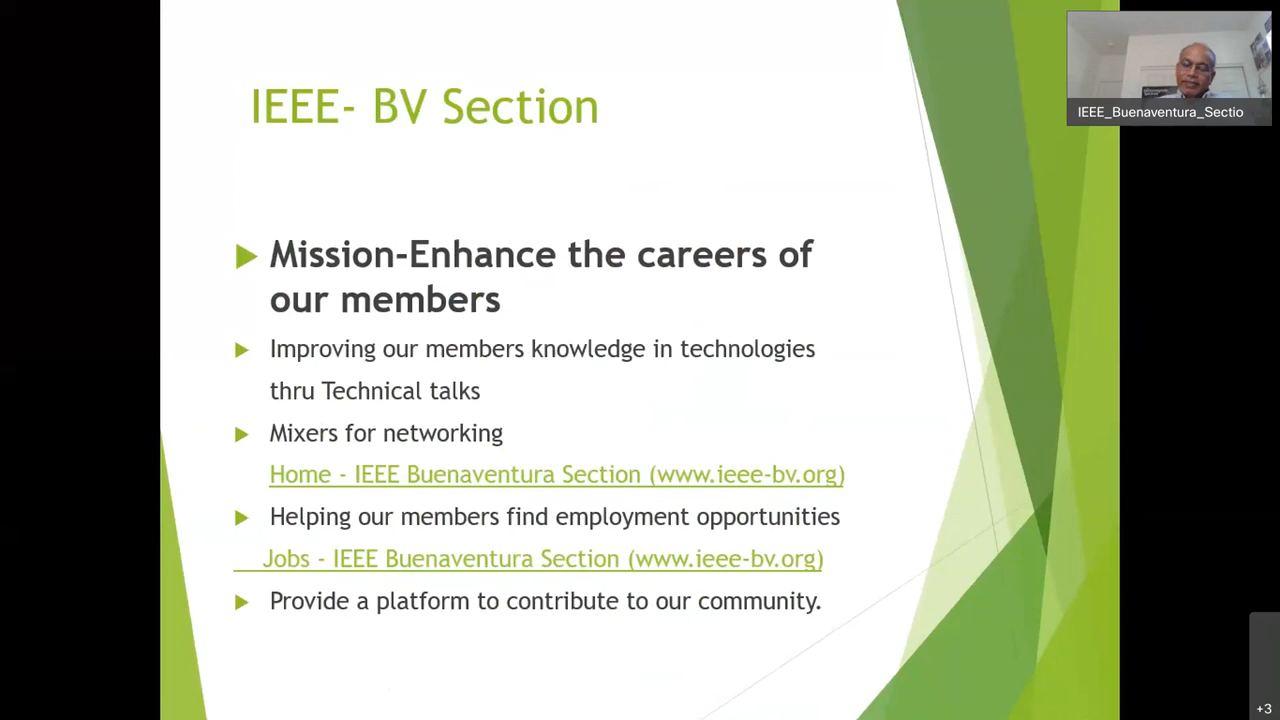 IEEE- BV Section
IEEE_Buenaventura_Sectio
Mission-Enhance the careers of
our members
Improving our members knowledge in technologies
thru Technical talks
Mixers for networking
Home - IEEE Buenaventura Section (www.ieee-bv.org)
Helping our members find employment opportunities
Jobs - IEEE Buenaventura Section (www.ieee-bv.org)
Provide a platform to contribute to our community.
+3